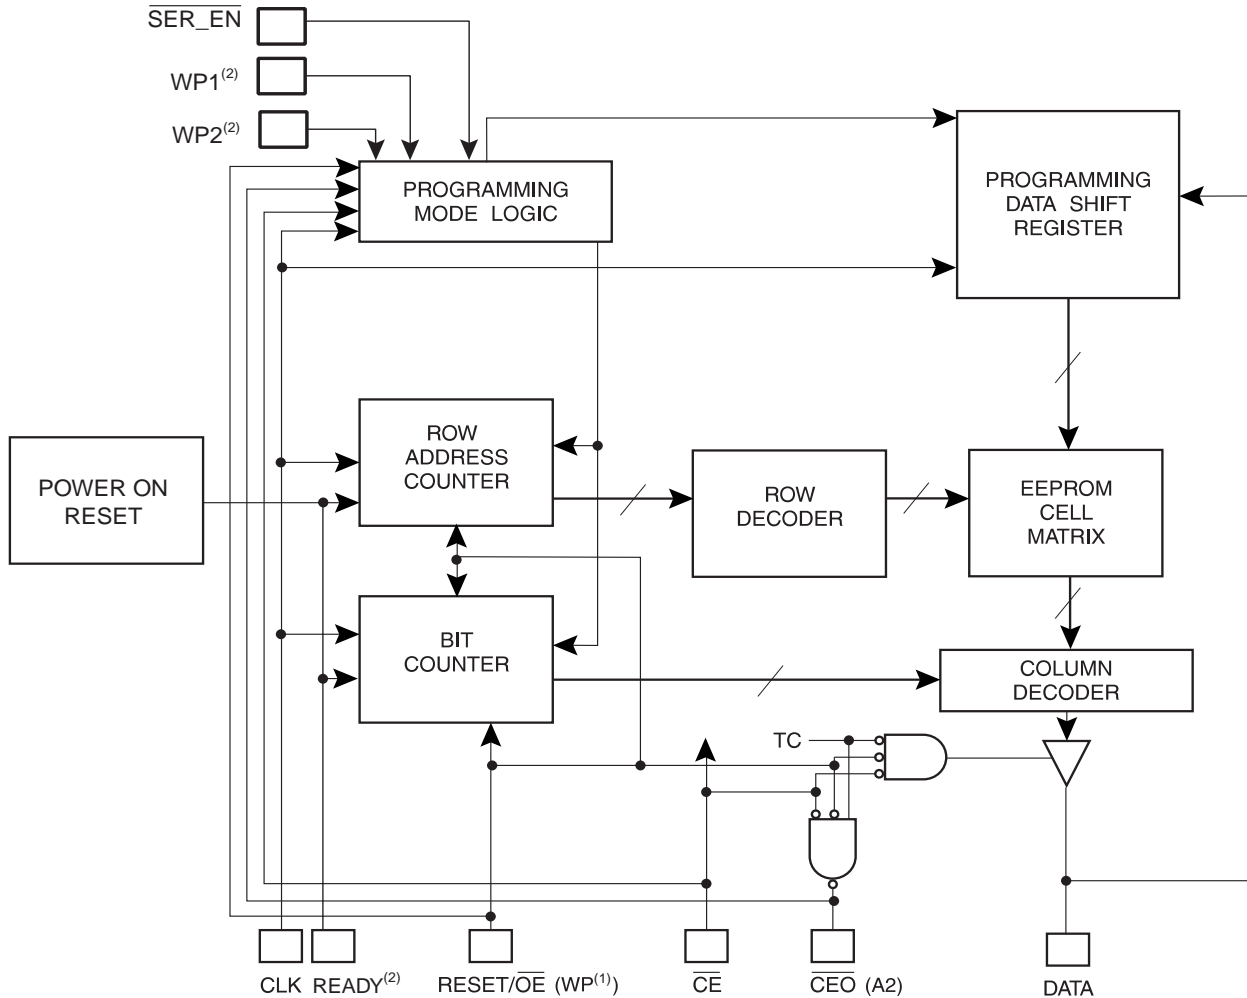 SER_EN
WP1(2)
WP2(2)
PROGRAMMING
MODE LOGIC
PROGRAMMING
DATA SHIFT
REGISTER
POWER ON
RESET
ROW
ADDRESS
COUNTER
ROW
DECODER
EEPROM
CELL
MATRIX
BIT
COUNTER
COLUMN
DECODER
TC
CLK
READY(2)
RESET/OE (WP(1))
CE
CEO (A2)
DATA